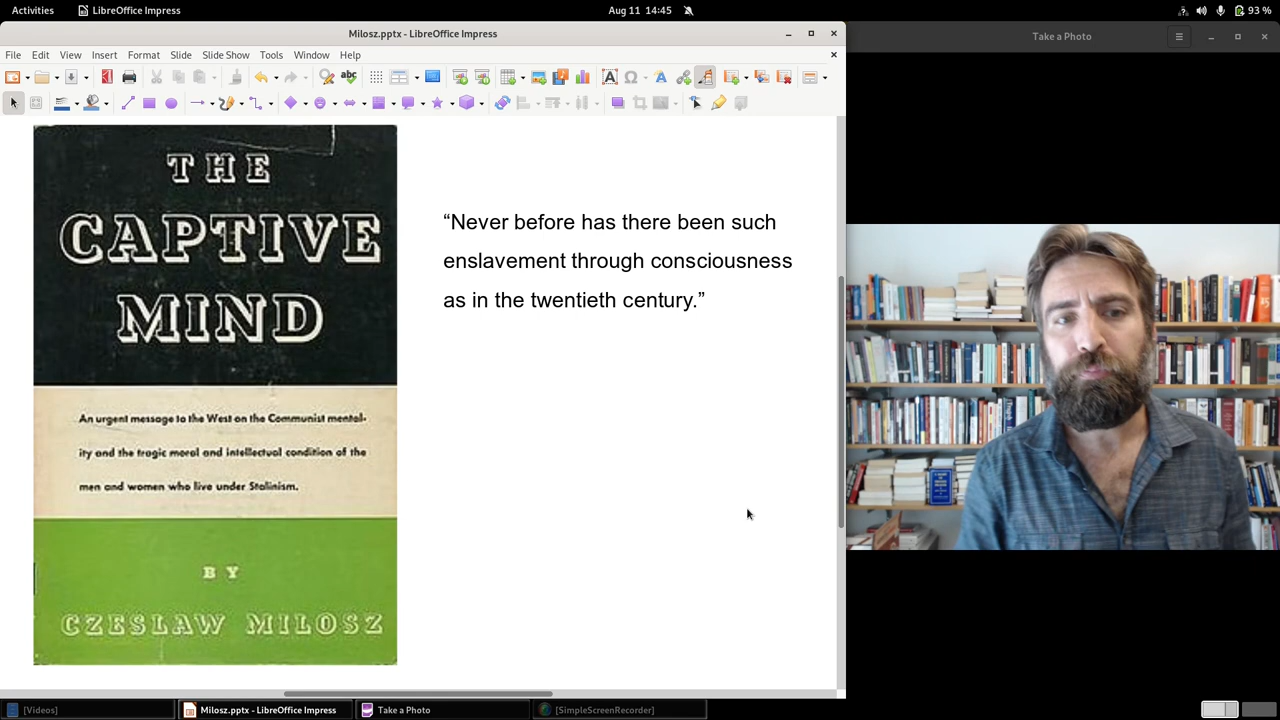 Activities
LibreOffice Impress
Aug 11 14:45
93 %
Milosz.pptx - LibreOffice Impress
Take a Photo
File Edit View Insert Format Slide Slide Show Tools Window Help
THE
CAPTIVE
MIND
An urgent message to the West on the Communist mental-
ity and the tragic moral and intellectual condition of the
men and women who live under Stalinism.
BY
CZESLAW MILOSZ
“Never before has there been such
enslavement through consciousness
as in the twentieth century.”
[Videos]
Milosz.pptx - LibreOffice Impress
Take a Photo
[SimpleScreenRecorder]